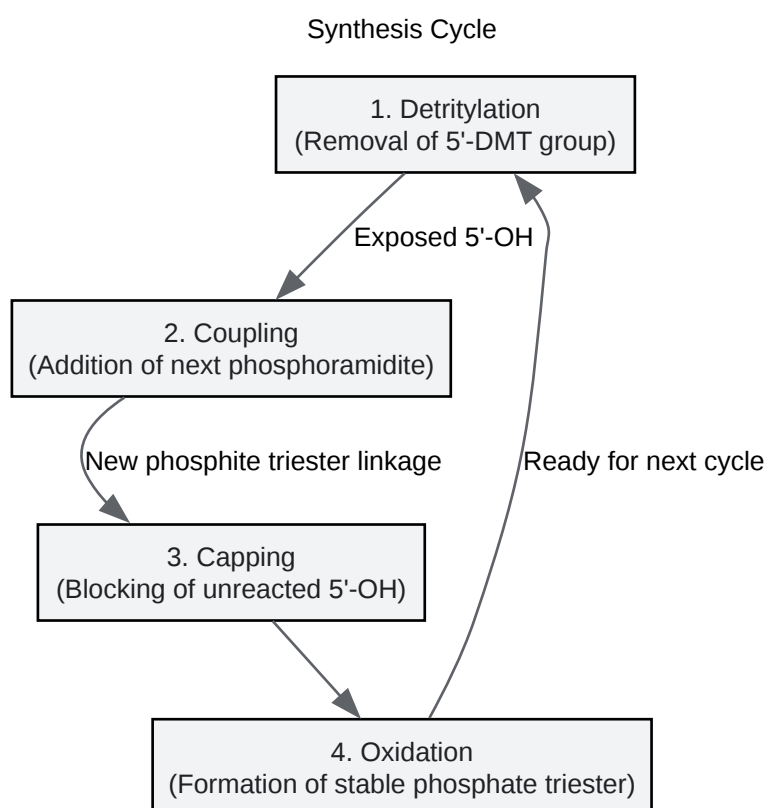 Synthesis Cycle
1. Detritylation
(Removal of 5'-DMT group)
Exposed 5'-OH
2. Coupling
(Addition of next phosphoramidite)
New phosphite triester linkage
Ready for next cycle
3. Capping
(Blocking of unreacted 5'-OH)
4. Oxidation
(Formation of stable phosphate triester)